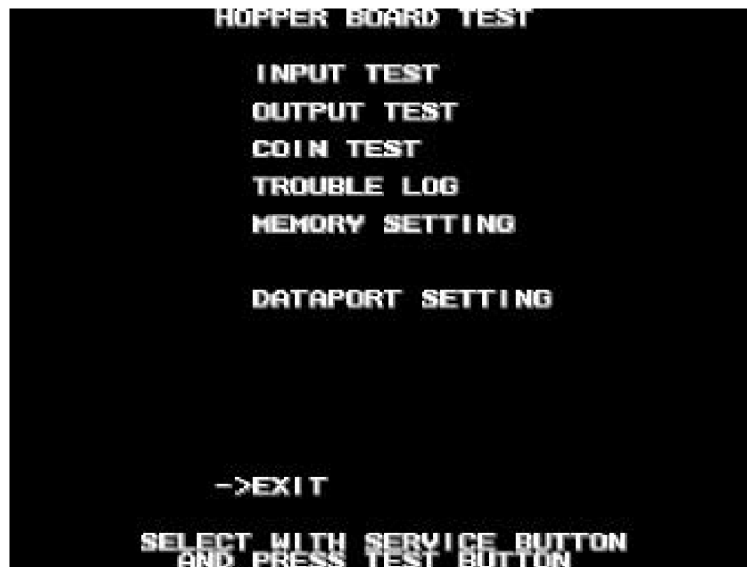 HOPPER BOARD TEST
INPUT TEST
OUTPUT TEST
COIN TEST
TROUBLE LOG
MEMORY SETTING
DATAPORT SETTING
->EXIT
SELECT WITH SERVICE BUTTON
AND PRESS TEST BUTTON